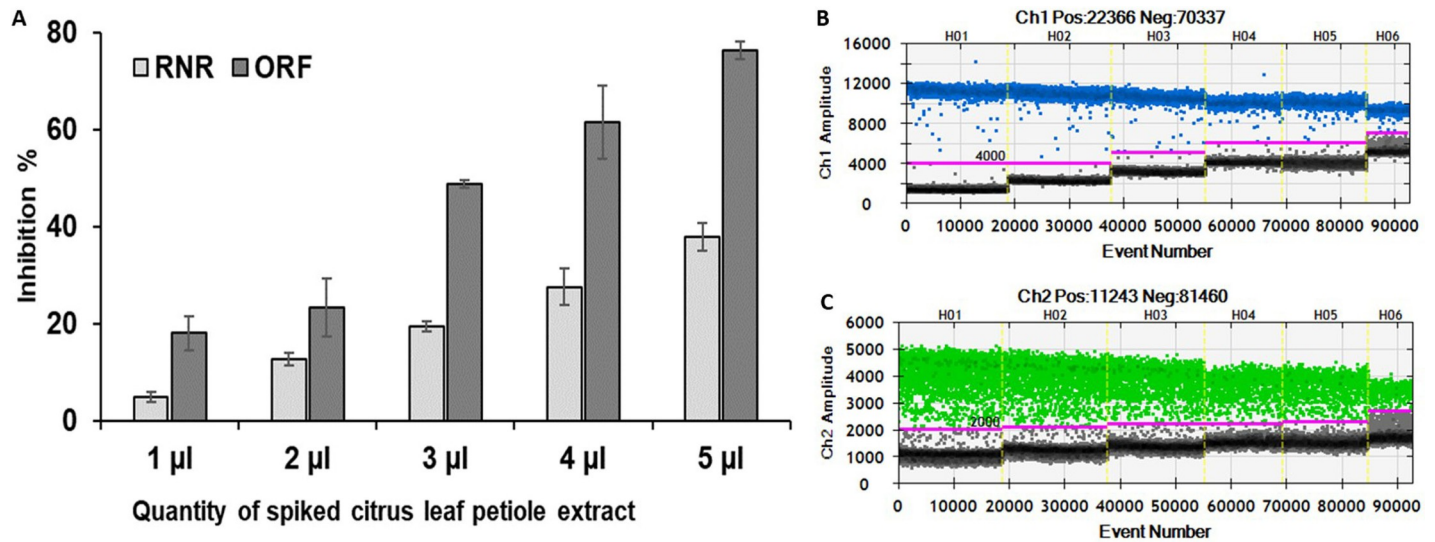 A
80
60
40
20
0
Inhibition %
RNR ORF
1 µl 2 µl 3 µl 4 µl 5 µl
Quantity of spiked citrus leaf petiole extract
B
Ch1 Pos:22366 Neg:70337
H01 H02 H03 H04 H05 H06
16000
12000
8000
4000
0
Ch1 Amplitude
4000
0 10000 20000 30000 40000 50000 60000 70000 80000 90000
Event Number
C
Ch2 Pos:11243 Neg:81460
H01 H02 H03 H04 H05 H06
6000
5000
4000
3000
2000
1000
0
Ch2 Amplitude
2000
0 10000 20000 30000 40000 50000 60000 70000 80000 90000
Event Number